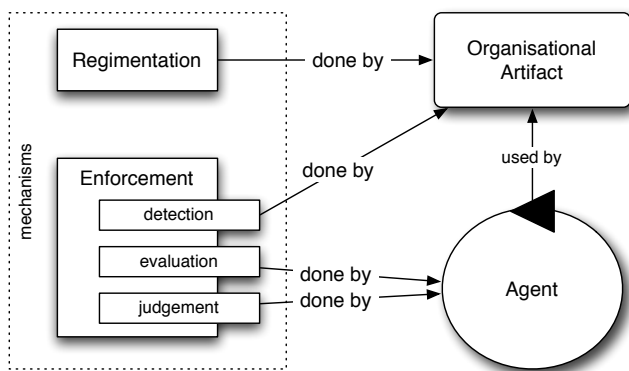 Regimentation
done by
Organisational
Artifact
mechanisms
Enforcement
detection
done by
used by
evaluation
done by
judgement
done by
Agent